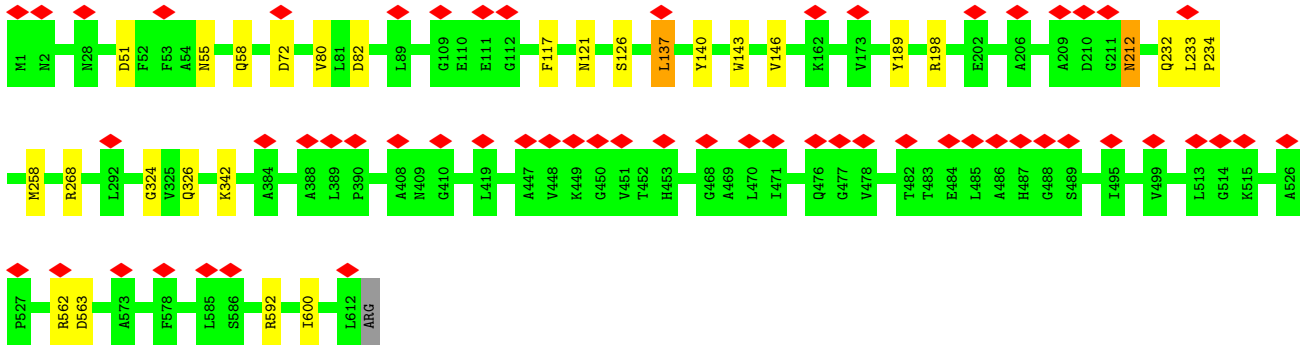 M1 N2 N28 D51 F52 F53 A54 N55 Q58 D72 V80 L81 D82 L89 G109 E110 E111 G112 F117 N121 S126 L137 Y140 W143 V146 K162 V173 Y189 R198 E202 A206 A209 D210 G211 N212 Q232 L233 P234
M258 R268 L292 G324 V325 Q326 K342 A384 A388 L389 P390 A408 N409 G410 L419 A447 V448 K449 G450 V451 T452 H453 G468 A469 L470 I471 Q476 G477 V478 T482 T483 E484 L485 A486 H487 G488 S489 I495 V499 L513 G514 K515 A526
P527 R562 D563 A573 F578 L585 S586 R592 I600 L612 ARG